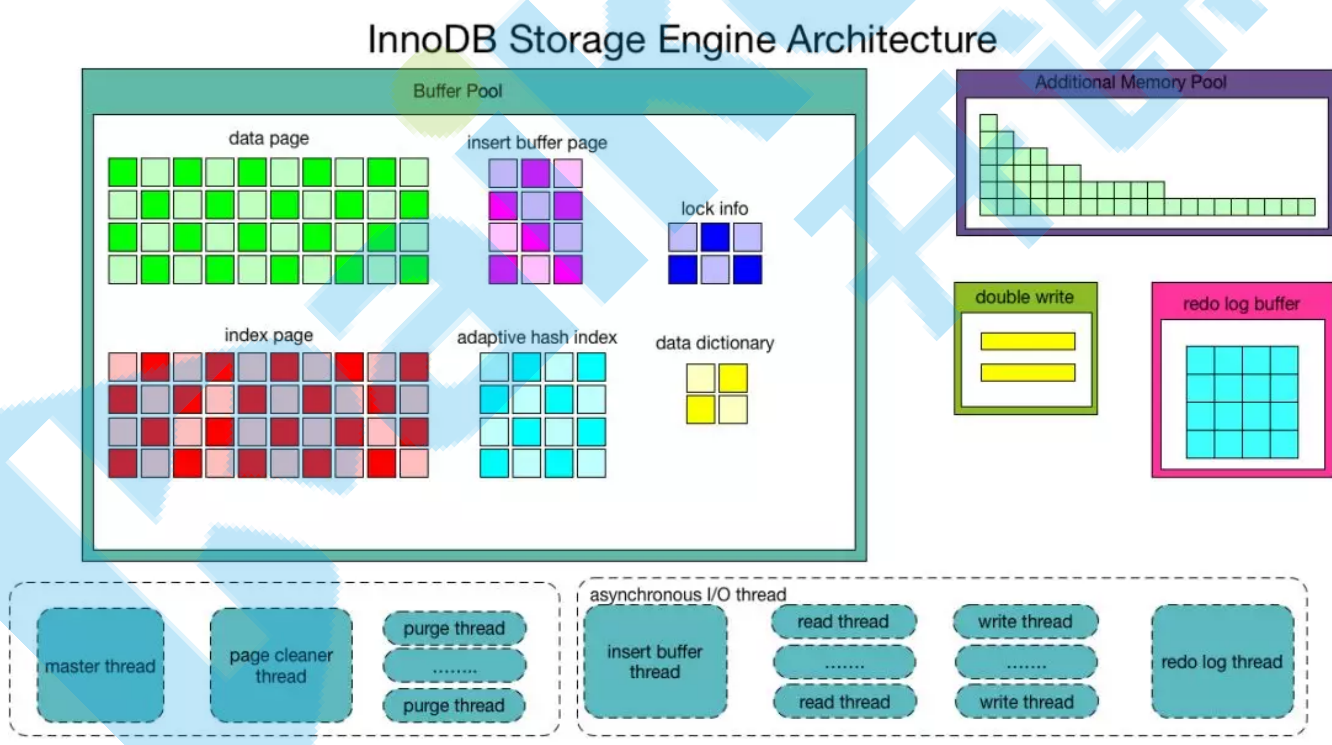 InnoDB Storage Engine Architecture
Buffer Pool
Additional Memory Pool
data page
insert buffer page
lock info
index page
adaptive hash index
data dictionary
double write
redo log buffer
master thread
page cleaner
thread
purge thread
........
purge thread
asynchronous I/O thread
insert buffer
thread
read thread
.......
read thread
write thread
.......
write thread
redo log thread